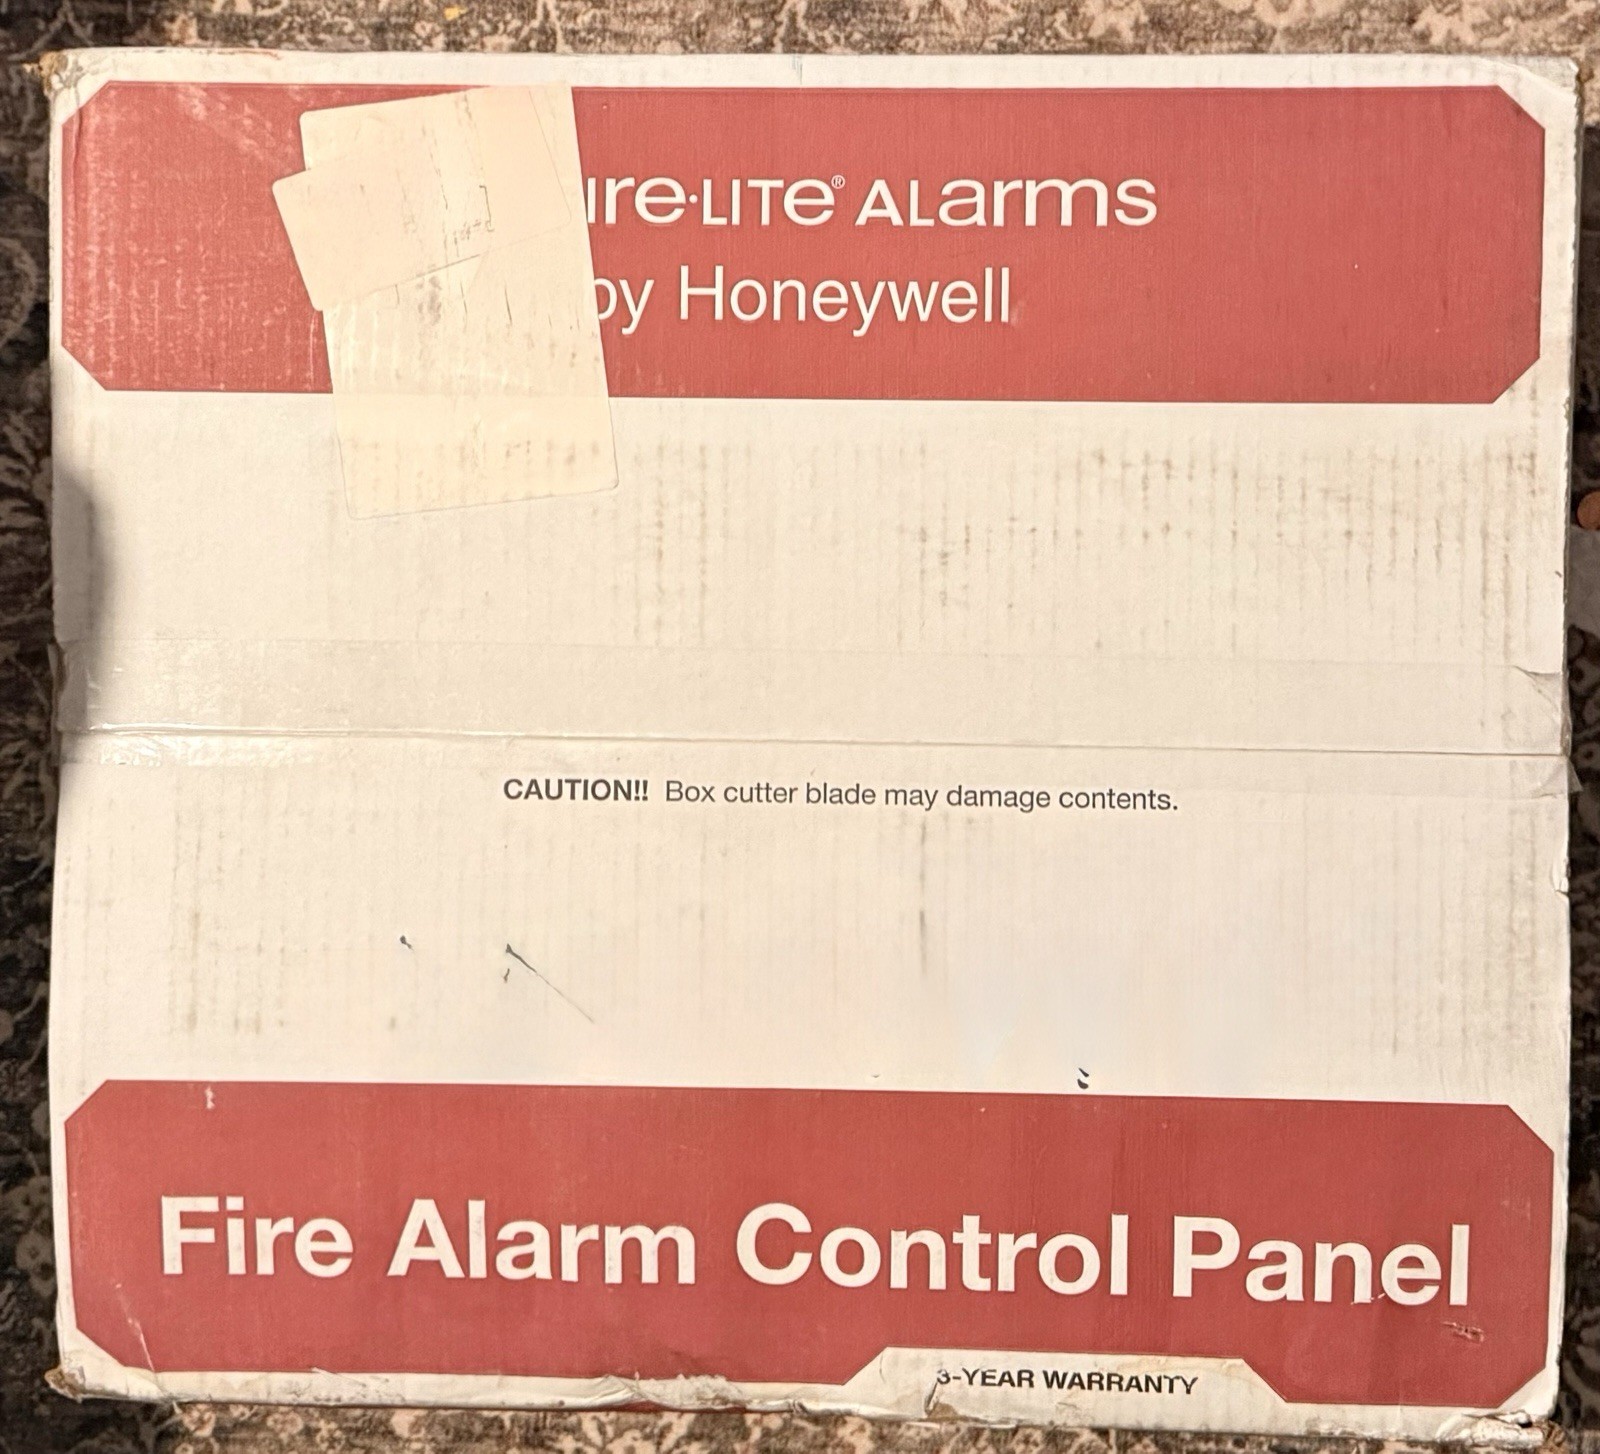 ire•LITe® ALarms
by Honeywell
CAUTION!! Box cutter blade may damage contents.
Fire Alarm Control Panel
3-YEAR WARRANTY